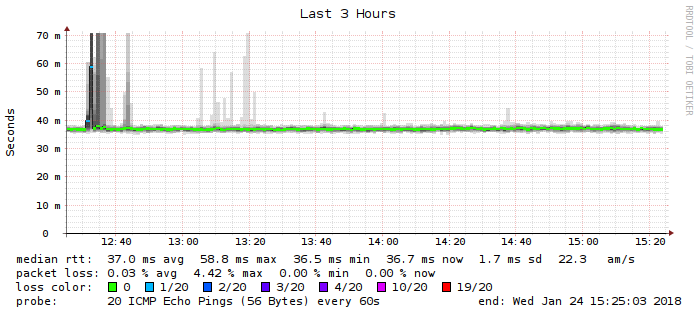 Last 3 Hours
RRDTOOL / TOBI OETIKER
Seconds
70 m
60 m
50 m
40 m
30 m
20 m
10 m
0
12:40 13:00 13:20 13:40 14:00 14:20 14:40 15:00 15:20
median rtt: 37.0 ms avg 58.8 ms max 36.5 ms min 36.7 ms now 1.7 ms sd 22.3 am/s
packet loss: 0.03 % avg 4.42 % max 0.00 % min 0.00 % now
loss color: 0 1/20 2/20 3/20 4/20 10/20 19/20
probe: 20 ICMP Echo Pings (56 Bytes) every 60s end: Wed Jan 24 15:25:03 2018